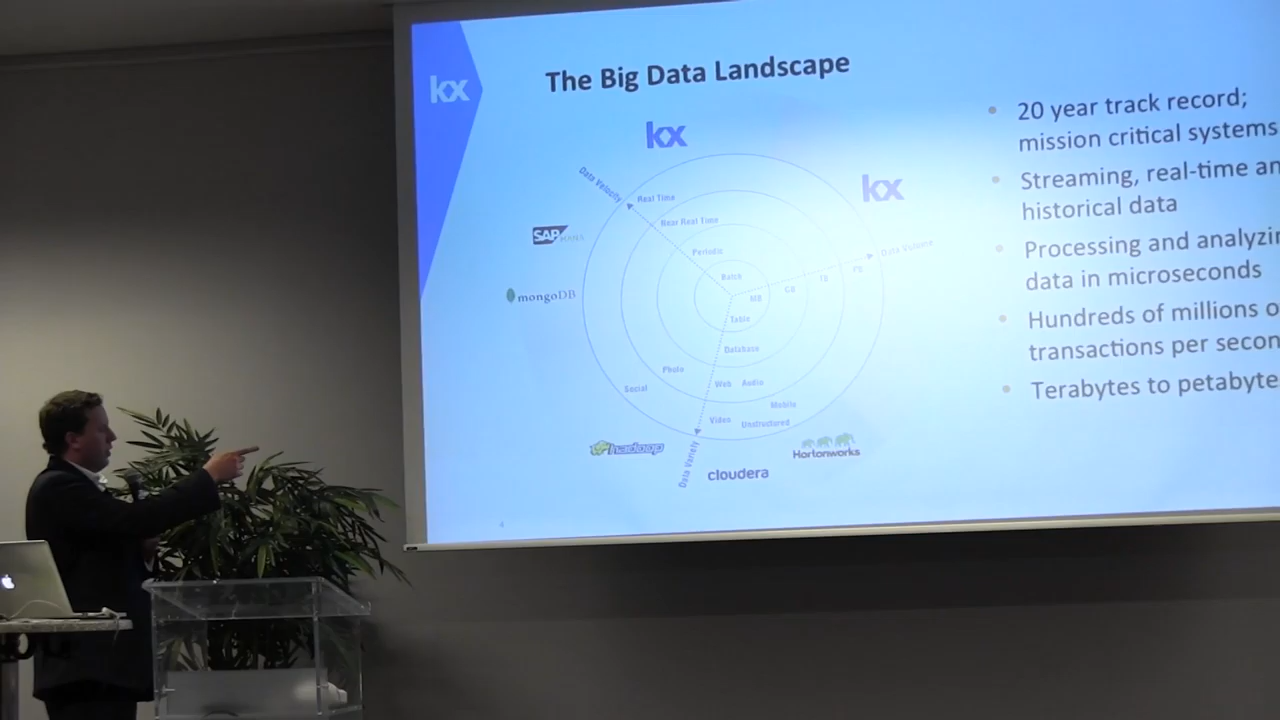 kx
The Big Data Landscape
kx
kx
Data Velocity
Real Time
Near Real Time
Periodic
Batch
Data Volume
MB
GB
TB
PB
SAP
mongoDB
Table
Database
Photo
Social
Web
Audio
Mobile
Video
Unstructured
Data Variety
hadoop
cloudera
Hortonworks
4
• 20 year track record;
mission critical systems
• Streaming, real-time an
historical data
• Processing and analyzin
data in microseconds
• Hundreds of millions o
transactions per secon
• Terabytes to petabyte